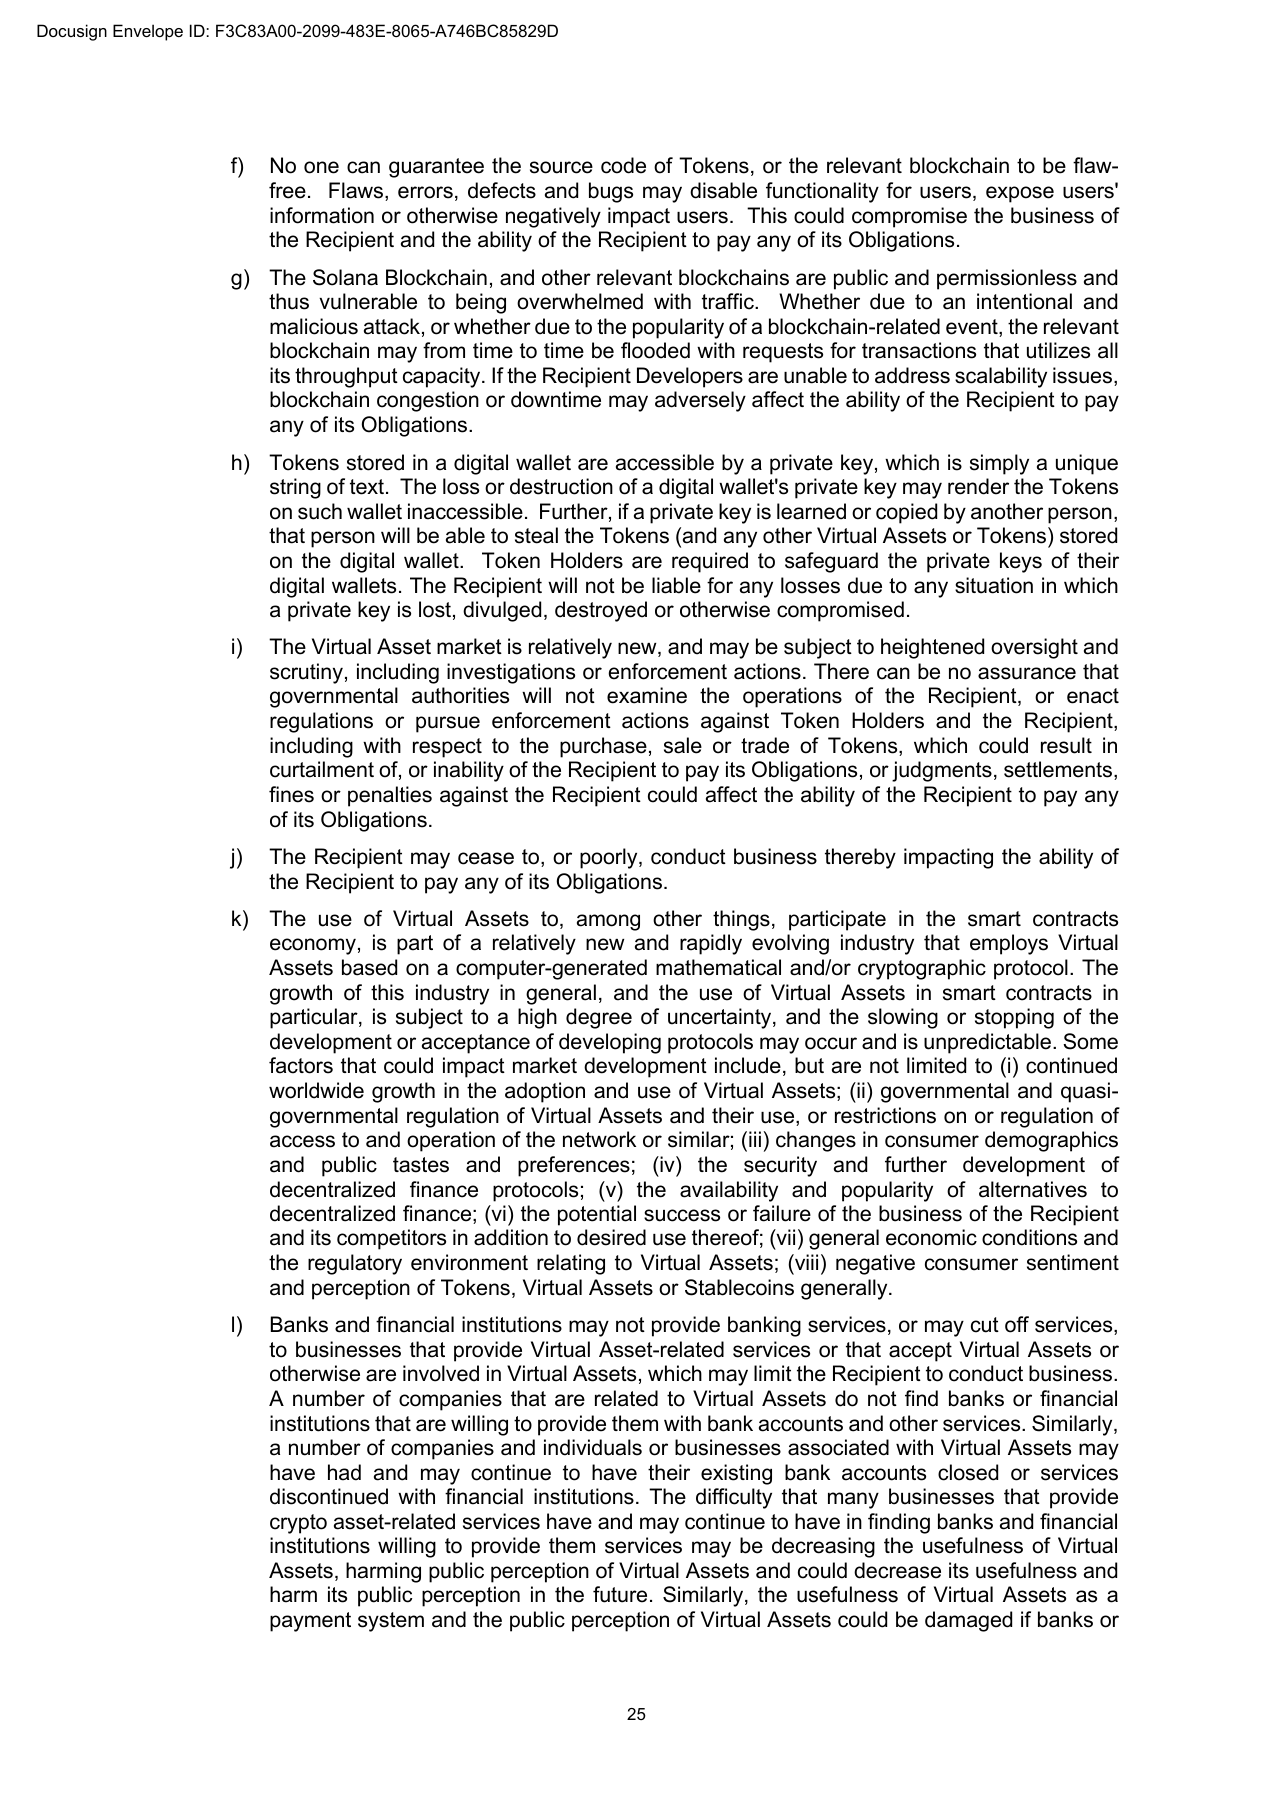 Docusign Envelope ID: F3C83A00-2099-483E-8065-A746BC85829D
f) No one can guarantee the source code of Tokens, or the relevant blockchain to be flaw-
free. Flaws, errors, defects and bugs may disable functionality for users, expose users'
information or otherwise negatively impact users. This could compromise the business of
the Recipient and the ability of the Recipient to pay any of its Obligations.
g) The Solana Blockchain, and other relevant blockchains are public and permissionless and
thus vulnerable to being overwhelmed with traffic. Whether due to an intentional and
malicious attack, or whether due to the popularity of a blockchain-related event, the relevant
blockchain may from time to time be flooded with requests for transactions that utilizes all
its throughput capacity. If the Recipient Developers are unable to address scalability issues,
blockchain congestion or downtime may adversely affect the ability of the Recipient to pay
any of its Obligations.
h) Tokens stored in a digital wallet are accessible by a private key, which is simply a unique
string of text. The loss or destruction of a digital wallet's private key may render the Tokens
on such wallet inaccessible. Further, if a private key is learned or copied by another person,
that person will be able to steal the Tokens (and any other Virtual Assets or Tokens) stored
on the digital wallet. Token Holders are required to safeguard the private keys of their
digital wallets. The Recipient will not be liable for any losses due to any situation in which
a private key is lost, divulged, destroyed or otherwise compromised.
i) The Virtual Asset market is relatively new, and may be subject to heightened oversight and
scrutiny, including investigations or enforcement actions. There can be no assurance that
governmental authorities will not examine the operations of the Recipient, or enact
regulations or pursue enforcement actions against Token Holders and the Recipient,
including with respect to the purchase, sale or trade of Tokens, which could result in
curtailment of, or inability of the Recipient to pay its Obligations, or judgments, settlements,
fines or penalties against the Recipient could affect the ability of the Recipient to pay any
of its Obligations.
j) The Recipient may cease to, or poorly, conduct business thereby impacting the ability of
the Recipient to pay any of its Obligations.
k) The use of Virtual Assets to, among other things, participate in the smart contracts
economy, is part of a relatively new and rapidly evolving industry that employs Virtual
Assets based on a computer-generated mathematical and/or cryptographic protocol. The
growth of this industry in general, and the use of Virtual Assets in smart contracts in
particular, is subject to a high degree of uncertainty, and the slowing or stopping of the
development or acceptance of developing protocols may occur and is unpredictable. Some
factors that could impact market development include, but are not limited to (i) continued
worldwide growth in the adoption and use of Virtual Assets; (ii) governmental and quasi-
governmental regulation of Virtual Assets and their use, or restrictions on or regulation of
access to and operation of the network or similar; (iii) changes in consumer demographics
and public tastes and preferences; (iv) the security and further development of
decentralized finance protocols; (v) the availability and popularity of alternatives to
decentralized finance; (vi) the potential success or failure of the business of the Recipient
and its competitors in addition to desired use thereof; (vii) general economic conditions and
the regulatory environment relating to Virtual Assets; (viii) negative consumer sentiment
and perception of Tokens, Virtual Assets or Stablecoins generally.
l) Banks and financial institutions may not provide banking services, or may cut off services,
to businesses that provide Virtual Asset-related services or that accept Virtual Assets or
otherwise are involved in Virtual Assets, which may limit the Recipient to conduct business.
A number of companies that are related to Virtual Assets do not find banks or financial
institutions that are willing to provide them with bank accounts and other services. Similarly,
a number of companies and individuals or businesses associated with Virtual Assets may
have had and may continue to have their existing bank accounts closed or services
discontinued with financial institutions. The difficulty that many businesses that provide
crypto asset-related services have and may continue to have in finding banks and financial
institutions willing to provide them services may be decreasing the usefulness of Virtual
Assets, harming public perception of Virtual Assets and could decrease its usefulness and
harm its public perception in the future. Similarly, the usefulness of Virtual Assets as a
payment system and the public perception of Virtual Assets could be damaged if banks or
25